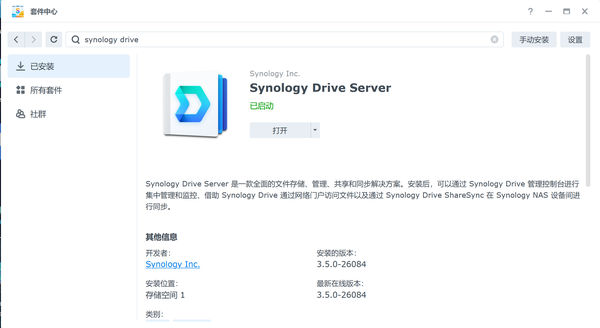 套件中心
synology drive
手动安装
设置
已安装
所有套件
社群
Synology Inc.
Synology Drive Server
已启动
打开
Synology Drive Server 是一款全面的文件存储、管理、共享和同步解决方案。安装后，可以通过 Synology Drive 管理控制台进行
集中管理和监控、借助 Synology Drive 通过网络门户访问文件以及通过 Synology Drive ShareSync 在 Synology NAS 设备间进
行同步。
其他信息
开发者:
安装的版本:
Synology Inc.
3.5.0-26084
安装位置:
最新在线版本:
存储空间 1
3.5.0-26084
类别: